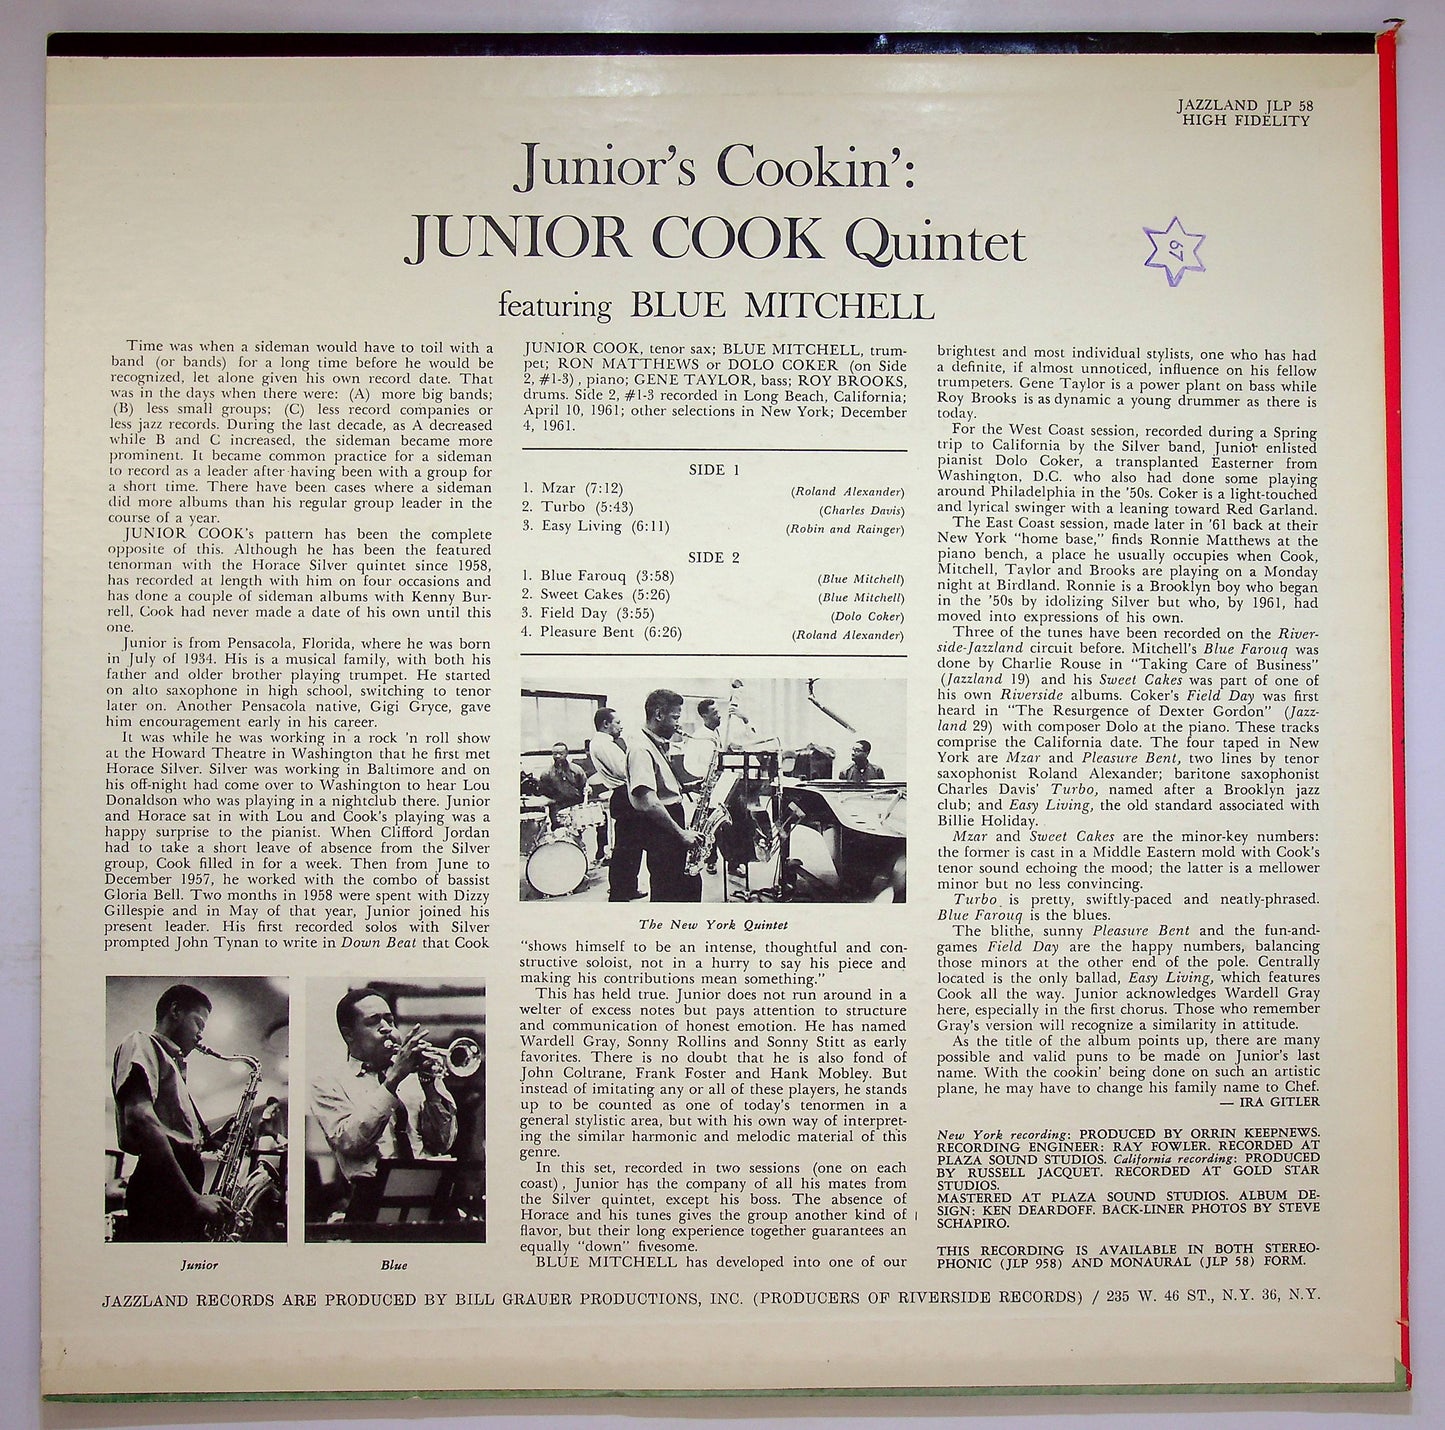 JAZZLAND JLP 58
HIGH FIDELITY
Junior's Cookin':
JUNIOR COOK Quintet
featuring BLUE MITCHELL
67
Time was when a sideman would have to toil with a
band (or bands) for a long time before he would be
recognized, let alone given his own record date. That
was in the days when there were: (A) more big bands;
(B) less small groups; (C) less record companies or
less jazz records. During the last decade, as A decreased
while B and C increased, the sideman became more
prominent. It became common practice for a sideman
to record as a leader after having been with a group for
a short time. There have been cases where a sideman
did more albums than his regular group leader in the
course of a year.
JUNIOR COOK's pattern has been the complete
opposite of this. Although he has been the featured
tenorman with the Horace Silver quintet since 1958,
has recorded at length with him on four occasions and
has done a couple of sideman albums with Kenny Bur-
rell, Cook had never made a date of his own until this
one.
Junior is from Pensacola, Florida, where he was born
in July of 1934. His is a musical family, with both his
father and older brother playing trumpet. He started
on alto saxophone in high school, switching to tenor
later on. Another Pensacola native, Gigi Gryce, gave
him encouragement early in his career.
It was while he was working in a rock 'n roll show
at the Howard Theatre in Washington that he first met
Horace Silver. Silver was working in Baltimore and on
his off-night had come over to Washington to hear Lou
Donaldson who was playing in a nightclub there. Junior
and Horace sat in with Lou and Cook's playing was a
happy surprise to the pianist. When Clifford Jordan
had to take a short leave of absence from the Silver
group, Cook filled in for a week. Then from June to
December 1957, he worked with the combo of bassist
Gloria Bell. Two months in 1958 were spent with Dizzy
Gillespie and in May of that year, Junior joined his
present leader. His first recorded solos with Silver
prompted John Tynan to write in Down Beat that Cook
Junior
Blue
JUNIOR COOK, tenor sax; BLUE MITCHELL, trum-
pet; RON MATTHEWS or DOLO COKER (on Side
2, #1-3), piano; GENE TAYLOR, bass; ROY BROOKS,
drums. Side 2, #1-3 recorded in Long Beach, California;
April 10, 1961; other selections in New York; December
4, 1961.
SIDE 1
1. Mzar (7:12) (Roland Alexander)
2. Turbo (5:43) (Charles Davis)
3. Easy Living (6:11) (Robin and Rainger)
SIDE 2
1. Blue Farouq (3:58) (Blue Mitchell)
2. Sweet Cakes (5:26) (Blue Mitchell)
3. Field Day (3:55) (Dolo Coker)
4. Pleasure Bent (6:26) (Roland Alexander)
The New York Quintet
"shows himself to be an intense, thoughtful and con-
structive soloist, not in a hurry to say his piece and
making his contributions mean something."
This has held true. Junior does not run around in a
welter of excess notes but pays attention to structure
and communication of honest emotion. He has named
Wardell Gray, Sonny Rollins and Sonny Stitt as early
favorites. There is no doubt that he is also fond of
John Coltrane, Frank Foster and Hank Mobley. But
instead of imitating any or all of these players, he stands
up to be counted as one of today's tenormen in a
general stylistic area, but with his own way of interpret-
ing the similar harmonic and melodic material of this
genre.
In this set, recorded in two sessions (one on each
coast), Junior has the company of all his mates from
the Silver quintet, except his boss. The absence of
Horace and his tunes gives the group another kind of
flavor, but their long experience together guarantees an
equally "down" fivesome.
BLUE MITCHELL has developed into one of our
brightest and most individual stylists, one who has had
a definite, if almost unnoticed, influence on his fellow
trumpeters. Gene Taylor is a power plant on bass while
Roy Brooks is as dynamic a young drummer as there is
today.
For the West Coast session, recorded during a Spring
trip to California by the Silver band, Junior enlisted
pianist Dolo Coker, a transplanted Easterner from
Washington, D.C. who also had done some playing
around Philadelphia in the '50s. Coker is a light-touched
and lyrical swinger with a leaning toward Red Garland.
The East Coast session, made later in '61 back at their
New York "home base," finds Ronnie Matthews at the
piano bench, a place he usually occupies when Cook,
Mitchell, Taylor and Brooks are playing on a Monday
night at Birdland. Ronnie is a Brooklyn boy who began
in the '50s by idolizing Silver but who, by 1961, had
moved into expressions of his own.
Three of the tunes have been recorded on the River-
side-Jazzland circuit before. Mitchell's Blue Farouq was
done by Charlie Rouse in "Taking Care of Business"
(Jazzland 19) and his Sweet Cakes was part of one of
his own Riverside albums. Coker's Field Day was first
heard in "The Resurgence of Dexter Gordon" (Jazz-
land 29) with composer Dolo at the piano. These tracks
comprise the California date. The four taped in New
York are Mzar and Pleasure Bent, two lines by tenor
saxophonist Roland Alexander; baritone saxophonist
Charles Davis' Turbo, named after a Brooklyn jazz
club; and Easy Living, the old standard associated with
Billie Holiday.
Mzar and Sweet Cakes are the minor-key numbers:
the former is cast in a Middle Eastern mold with Cook's
tenor sound echoing the mood; the latter is a mellower
minor but no less convincing.
Turbo is pretty, swiftly-paced and neatly-phrased.
Blue Farouq is the blues.
The blithe, sunny Pleasure Bent and the fun-and-
games Field Day are the happy numbers, balancing
those minors at the other end of the pole. Centrally
located is the only ballad, Easy Living, which features
Cook all the way. Junior acknowledges Wardell Gray
here, especially in the first chorus. Those who remember
Gray's version will recognize a similarity in attitude.
As the title of the album points up, there are many
possible and valid puns to be made on Junior's last
name. With the cookin' being done on such an artistic
plane, he may have to change his family name to Chef.
— IRA GITLER
New York recording: PRODUCED BY ORRIN KEEPNEWS.
RECORDING ENGINEER: RAY FOWLER. RECORDED AT
PLAZA SOUND STUDIOS. California recording: PRODUCED
BY RUSSELL JACQUET. RECORDED AT GOLD STAR
STUDIOS.
MASTERED AT PLAZA SOUND STUDIOS. ALBUM DE-
SIGN: KEN DEARDOFF. BACK-LINER PHOTOS BY STEVE
SCHAPIRO.
THIS RECORDING IS AVAILABLE IN BOTH STEREO-
PHONIC (JLP 958) AND MONAURAL (JLP 58) FORM.
JAZZLAND RECORDS ARE PRODUCED BY BILL GRAUER PRODUCTIONS, INC. (PRODUCERS OF RIVERSIDE RECORDS) / 235 W. 46 ST., N.Y. 36, N.Y.